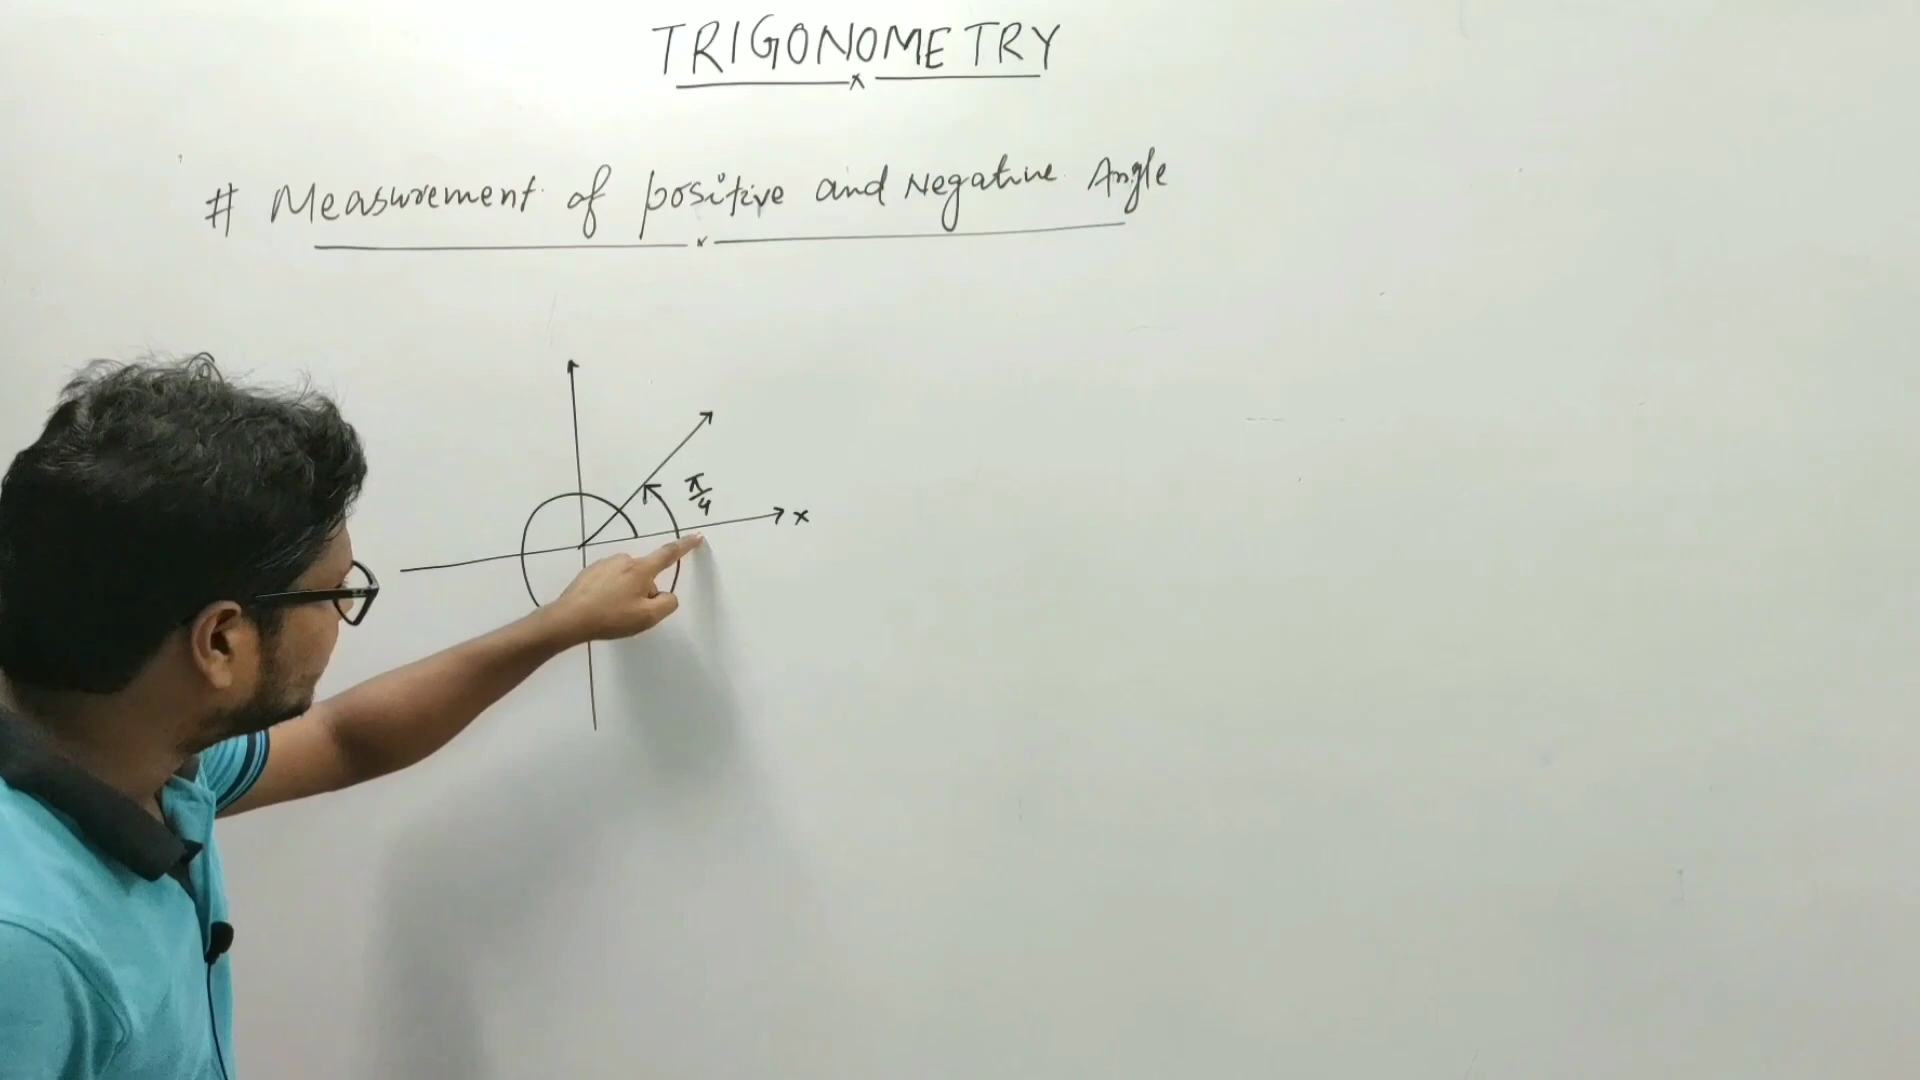 TRIGONOMETRY
# Measurement of positive and Negative Angle
π/4
x